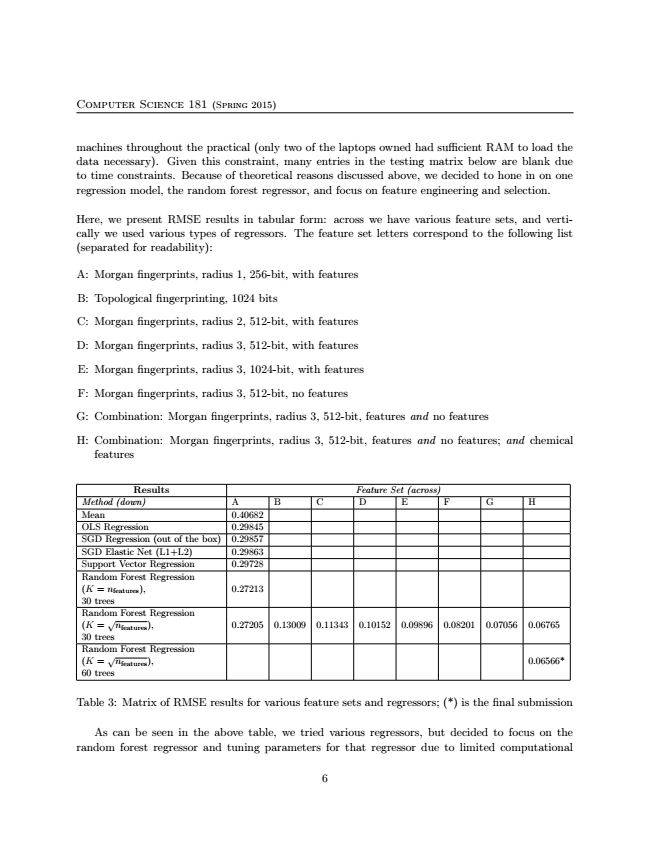 COMPUTER SCIENCE 181 (SPRING 2015)
machines throughout the practical (only two of the laptops owned had sufficient RAM to load the
data necessary). Given this constraint, many entries in the testing matrix below are blank due
to time constraints. Because of theoretical reasons discussed above, we decided to hone in on one
regression model, the random forest regressor, and focus on feature engineering and selection.
Here, we present RMSE results in tabular form: across we have various feature sets, and verti-
cally we used various types of regressors. The feature set letters correspond to the following list
(separated for readability):
A: Morgan fingerprints, radius 1, 256-bit, with features
B: Topological fingerprinting, 1024 bits
C: Morgan fingerprints, radius 2, 512-bit, with features
D: Morgan fingerprints, radius 3, 512-bit, with features
E: Morgan fingerprints, radius 3, 1024-bit, with features
F: Morgan fingerprints, radius 3, 512-bit, no features
G: Combination: Morgan fingerprints, radius 3, 512-bit, features and no features
H: Combination: Morgan fingerprints, radius 3, 512-bit, features and no features; and chemical
features
Results Feature Set (across)
Method (down) A B C D E F G H
Mean 0.40682
OLS Regression 0.29845
SGD Regression (out of the box) 0.29857
SGD Elastic Net (L1+L2) 0.29863
Support Vector Regression 0.29728
Random Forest Regression
(K = n_features), 0.27213
30 trees
Random Forest Regression
(K = √n_features), 0.27205 0.13009 0.11343 0.10152 0.09896 0.08201 0.07056 0.06765
30 trees
Random Forest Regression
(K = √n_features), 0.06566*
60 trees
Table 3: Matrix of RMSE results for various feature sets and regressors; (*) is the final submission
As can be seen in the above table, we tried various regressors, but decided to focus on the
random forest regressor and tuning parameters for that regressor due to limited computational
6